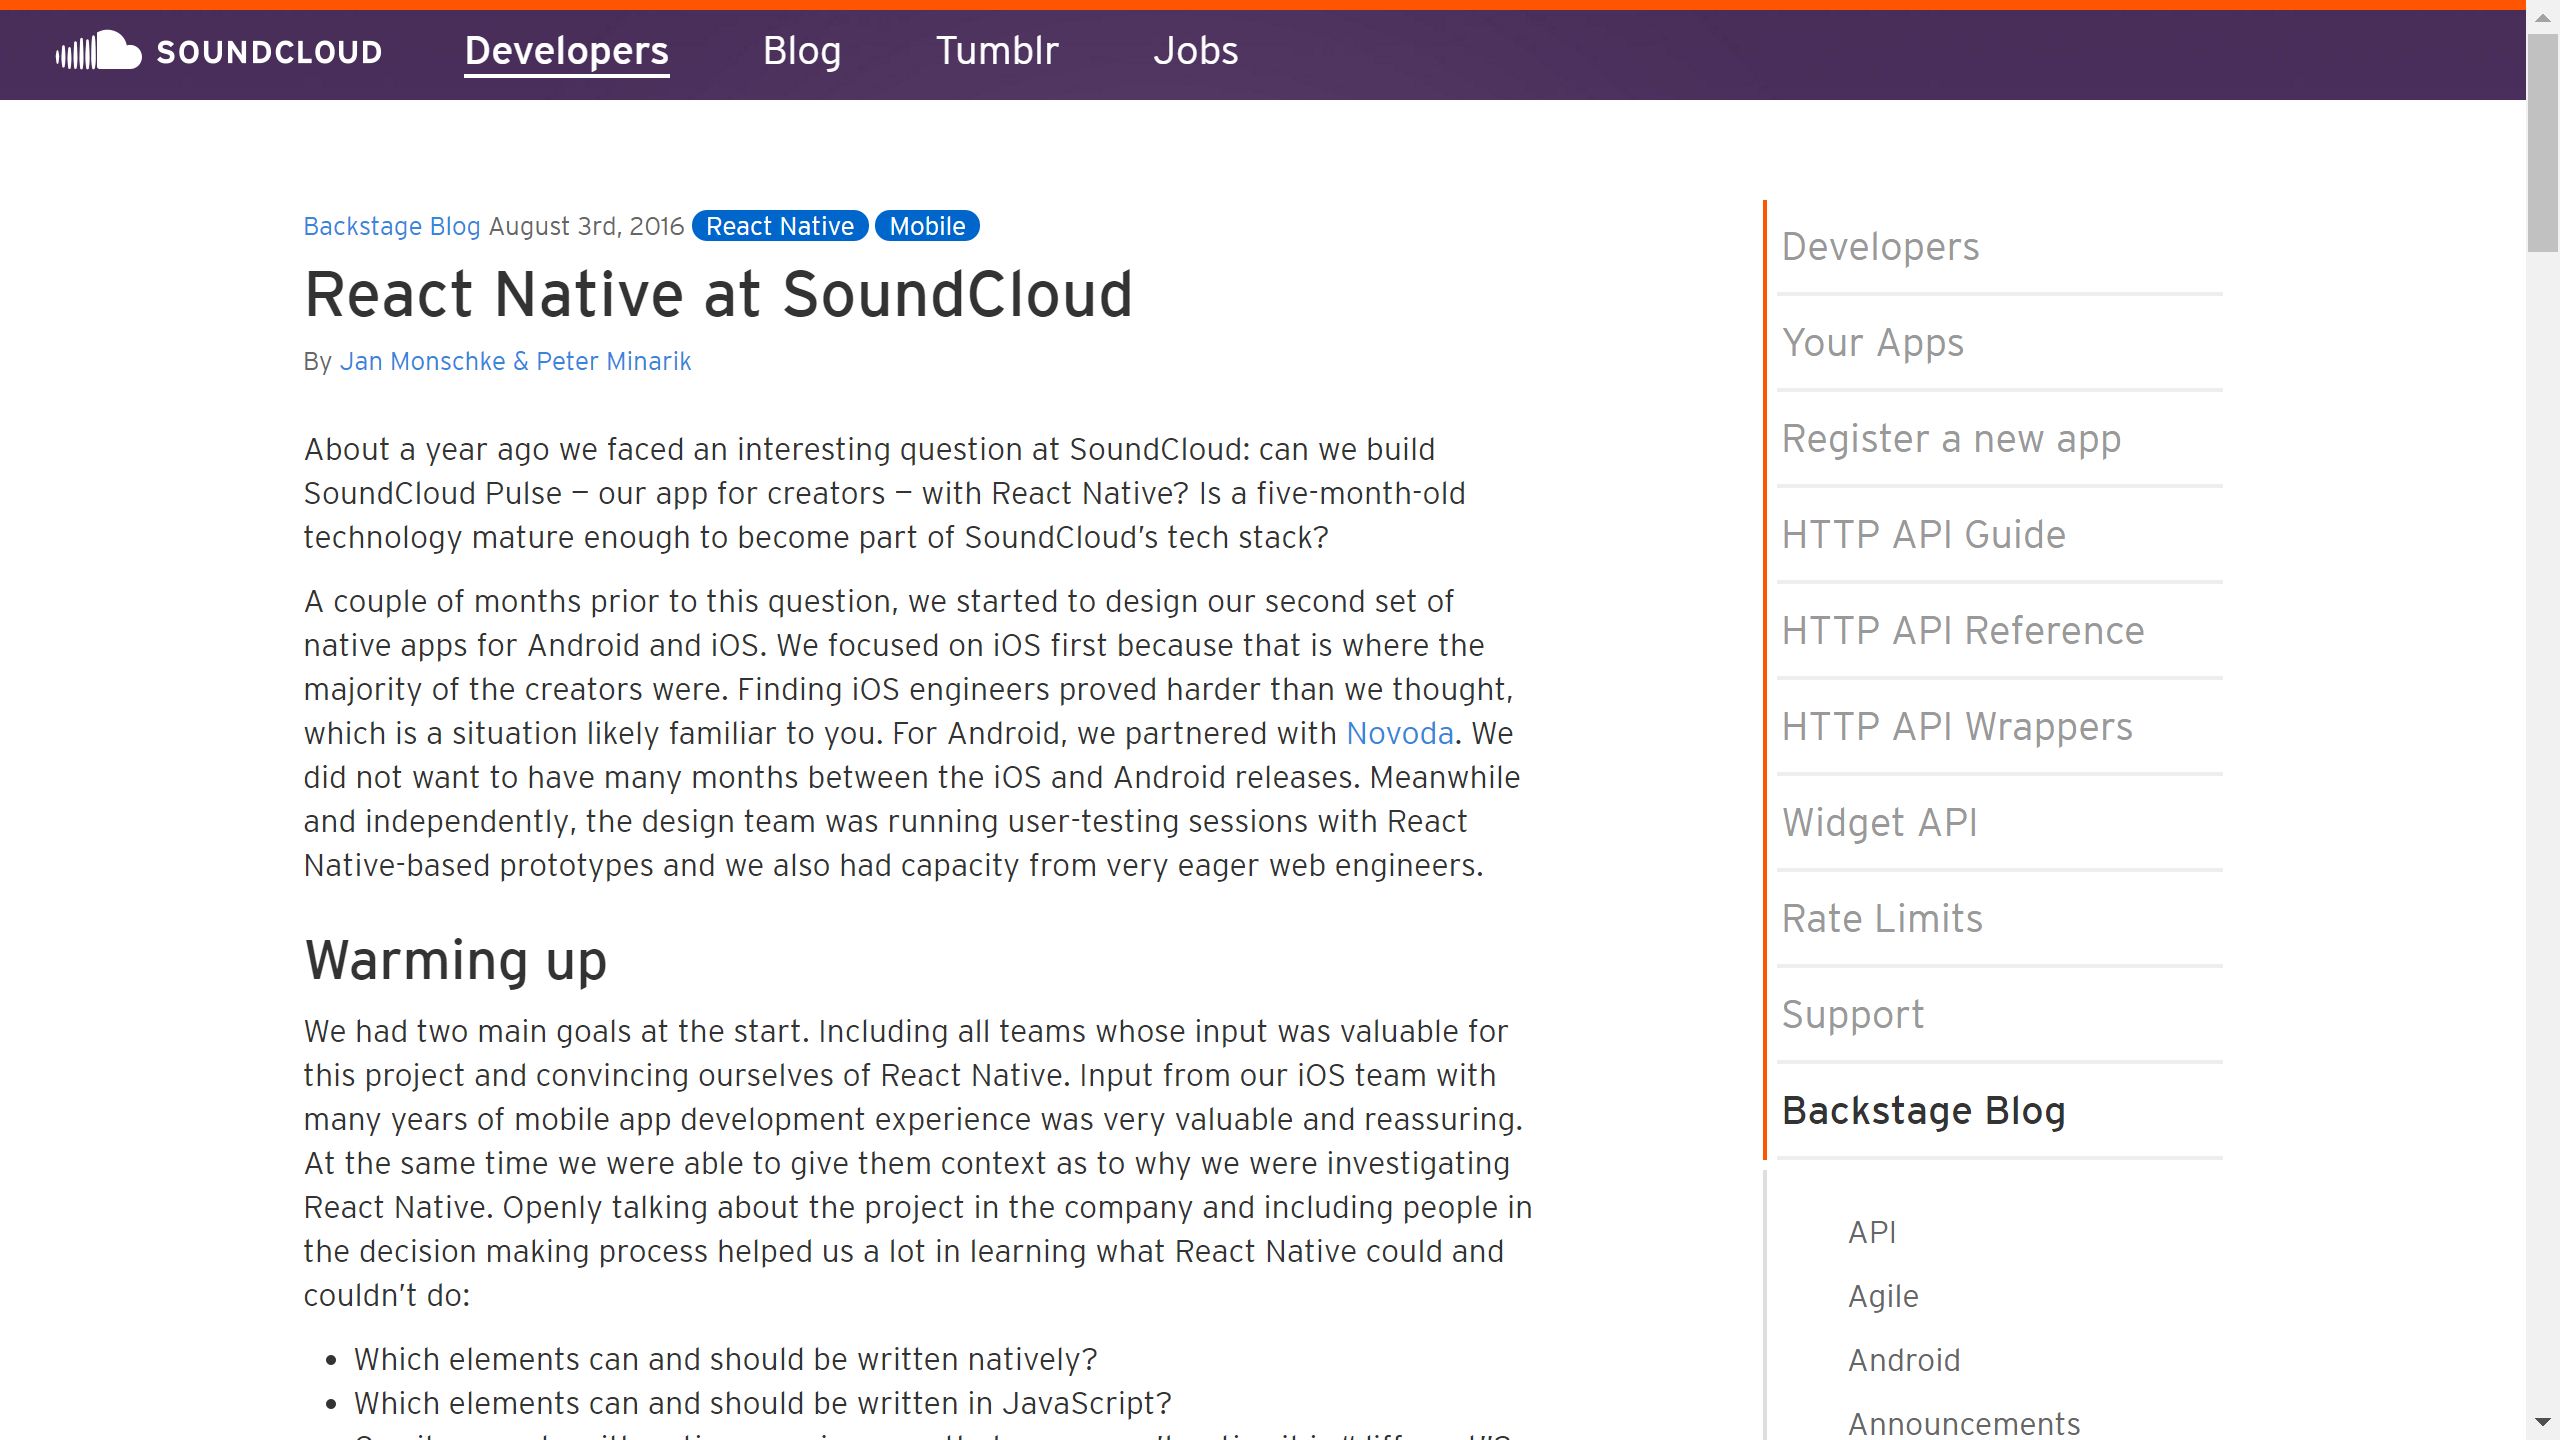 SOUNDCLOUD
Developers
Blog
Tumblr
Jobs
Backstage Blog August 3rd, 2016 React Native Mobile
React Native at SoundCloud
By Jan Monschke & Peter Minarik
About a year ago we faced an interesting question at SoundCloud: can we build
SoundCloud Pulse – our app for creators – with React Native? Is a five-month-old
technology mature enough to become part of SoundCloud’s tech stack?
A couple of months prior to this question, we started to design our second set of
native apps for Android and iOS. We focused on iOS first because that is where the
majority of the creators were. Finding iOS engineers proved harder than we thought,
which is a situation likely familiar to you. For Android, we partnered with Novoda. We
did not want to have many months between the iOS and Android releases. Meanwhile
and independently, the design team was running user-testing sessions with React
Native-based prototypes and we also had capacity from very eager web engineers.
Warming up
We had two main goals at the start. Including all teams whose input was valuable for
this project and convincing ourselves of React Native. Input from our iOS team with
many years of mobile app development experience was very valuable and reassuring.
At the same time we were able to give them context as to why we were investigating
React Native. Openly talking about the project in the company and including people in
the decision making process helped us a lot in learning what React Native could and
couldn’t do:
• Which elements can and should be written natively?
• Which elements can and should be written in JavaScript?
Developers
Your Apps
Register a new app
HTTP API Guide
HTTP API Reference
HTTP API Wrappers
Widget API
Rate Limits
Support
Backstage Blog
API
Agile
Android
Announcements